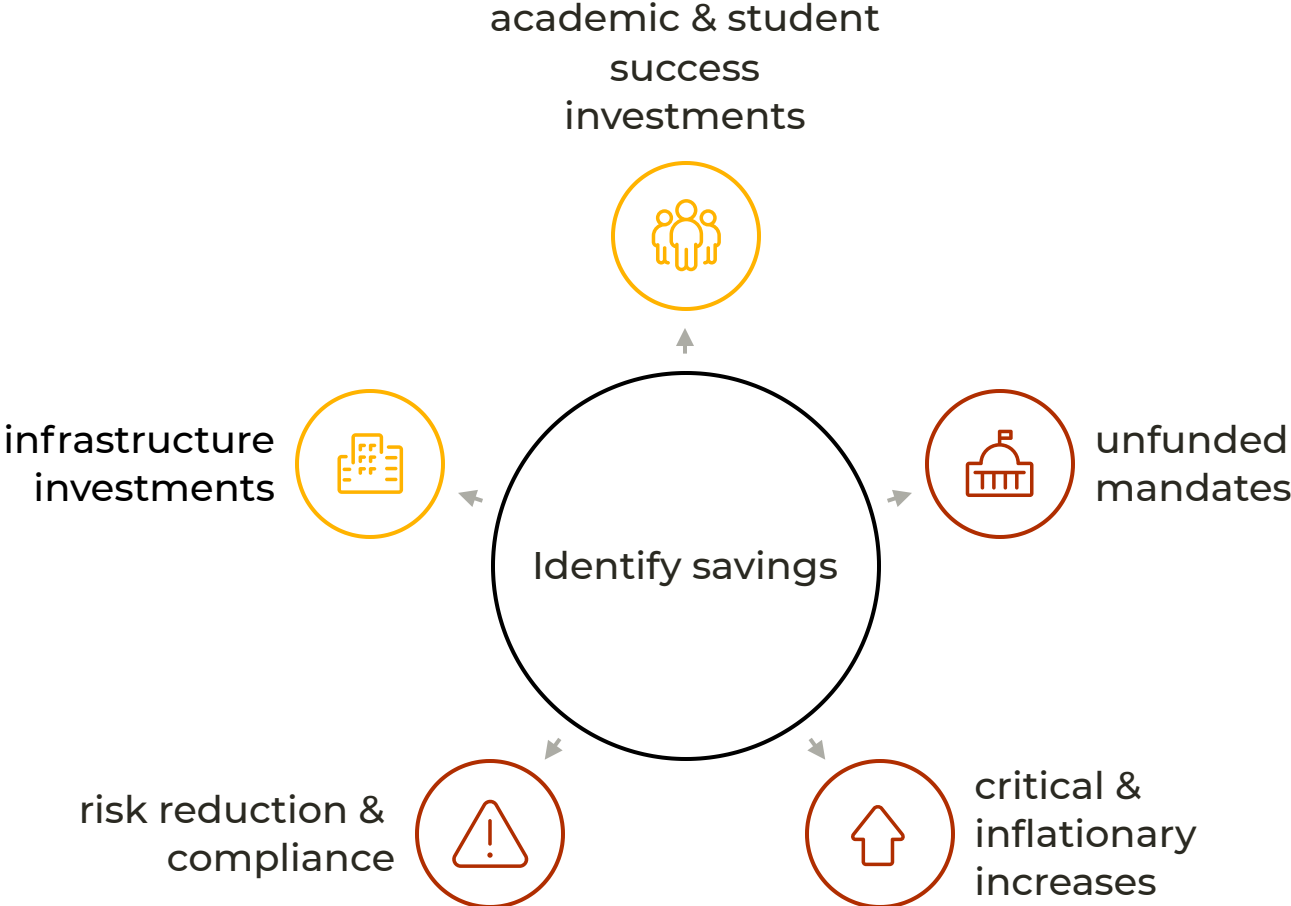 academic & student
success
investments
infrastructure
investments
unfunded
mandates
Identify savings
risk reduction &
compliance
critical &
inflationary
increases